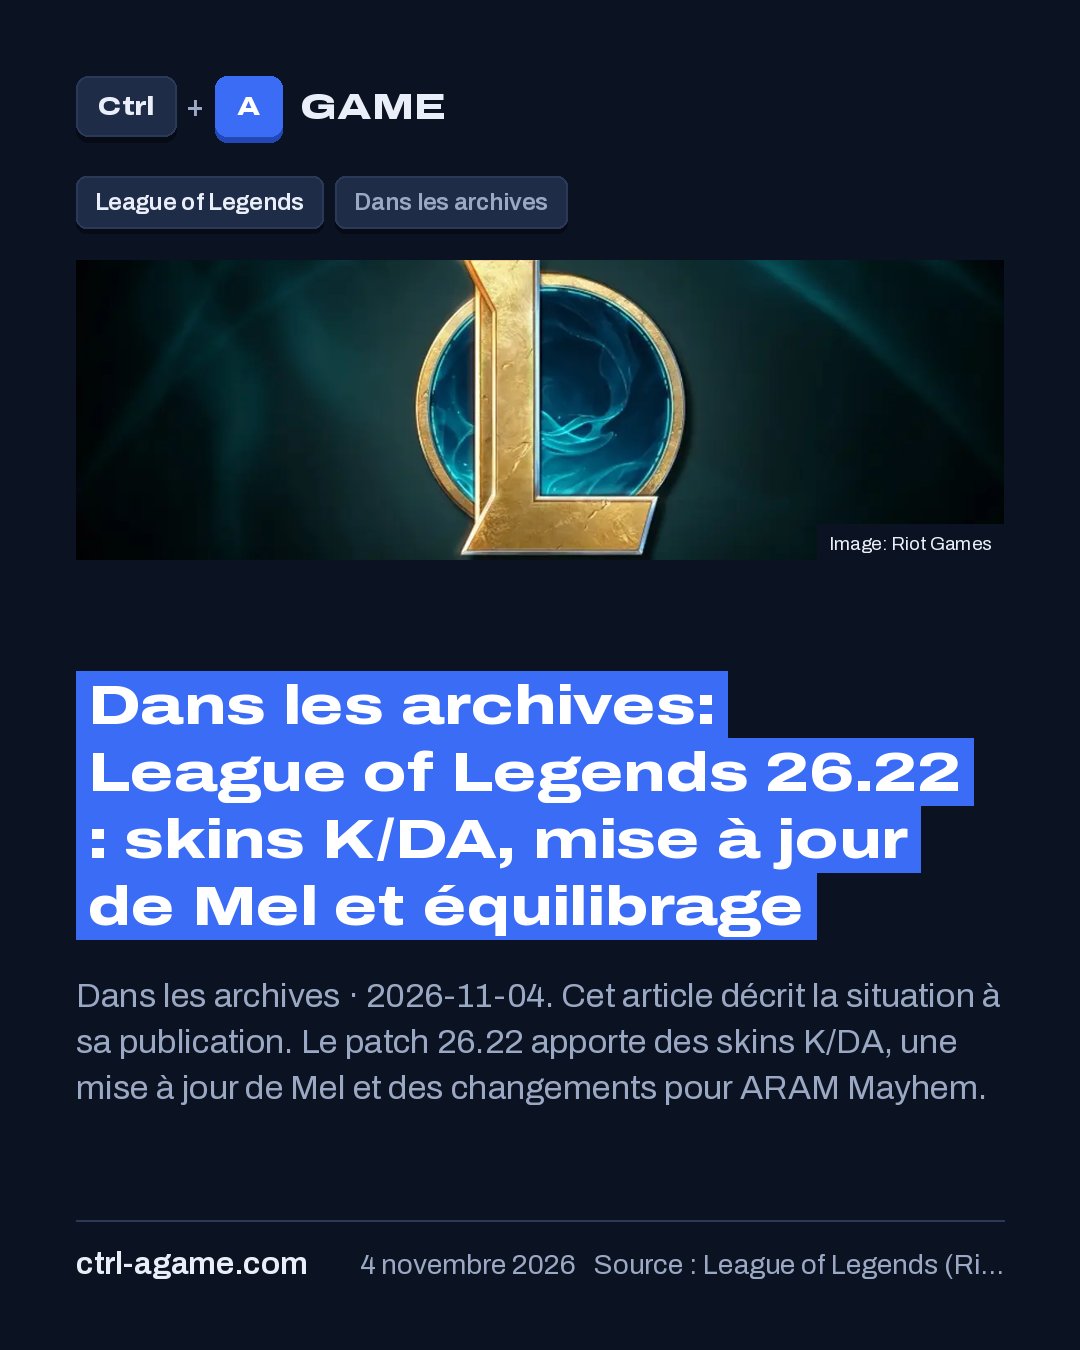 Ctrl + A GAME
League of Legends Dans les archives
Image: Riot Games
Dans les archives:
League of Legends 26.22
: skins K/DA, mise à jour
de Mel et équilibrage
Dans les archives · 2026-11-04. Cet article décrit la situation à
sa publication. Le patch 26.22 apporte des skins K/DA, une
mise à jour de Mel et des changements pour ARAM Mayhem.
ctrl-agame.com 4 novembre 2026 Source : League of Legends (Ri...